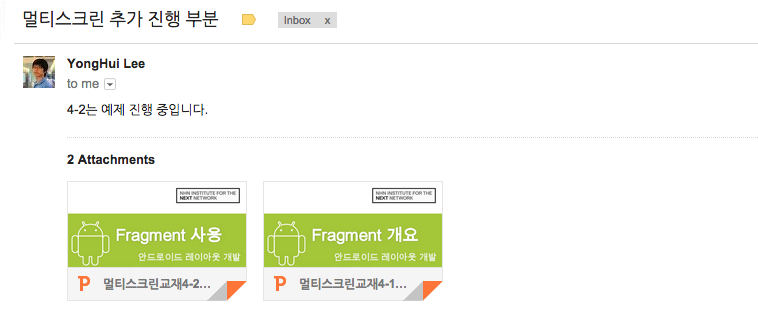 멀티스크린 추가 진행 부분
Inbox x
YongHui Lee
to me
4-2는 예제 진행 중입니다.
2 Attachments
NHN INSTITUTE FOR THE
NEXT NETWORK
Fragment 사용
안드로이드 레이아웃 개발
멀티스크린교재4-2...
NHN INSTITUTE FOR THE
NEXT NETWORK
Fragment 개요
안드로이드 레이아웃 개발
멀티스크린교재4-1...